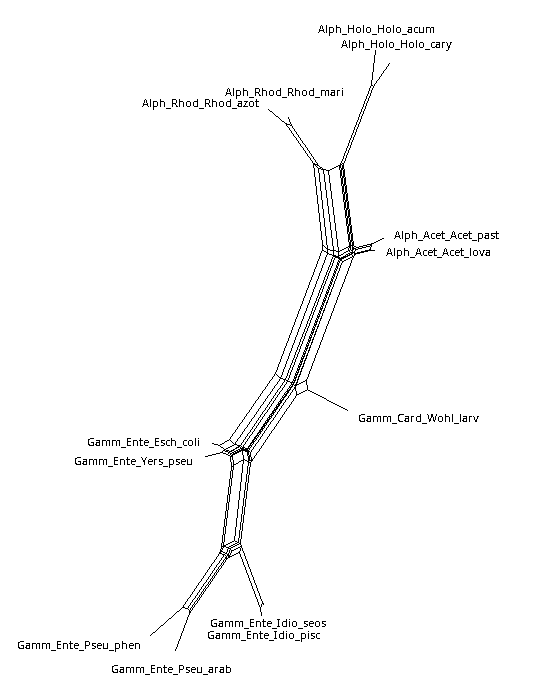 Alph_Holo_Holo_acum
Alph_Holo_Holo_cary
Alph_Rhod_Rhod_mari
Alph_Rhod_Rhod_azot
Alph_Acet_Acet_past
Alph_Acet_Acet_lova
Gamm_Card_Wohl_larv
Gamm_Ente_Esch_coli
Gamm_Ente_Yers_pseu
Gamm_Ente_Idio_seos
Gamm_Ente_Idio_pisc
Gamm_Ente_Pseu_phen
Gamm_Ente_Pseu_arab